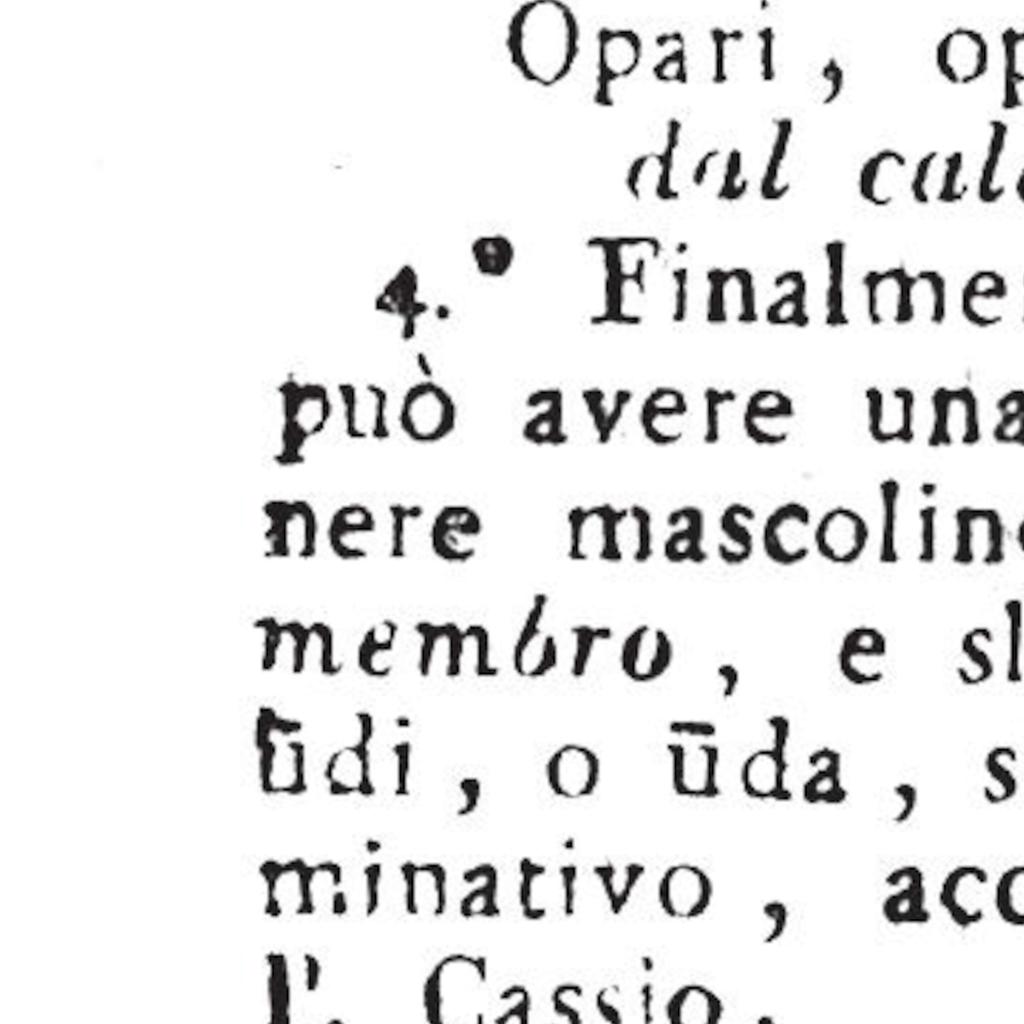 Opari, op
dal cal
4.° Finalme
può avere una
nere mascolin
membro, e sl
ūdi, o ūda, s
minativo, acc
Cassio.